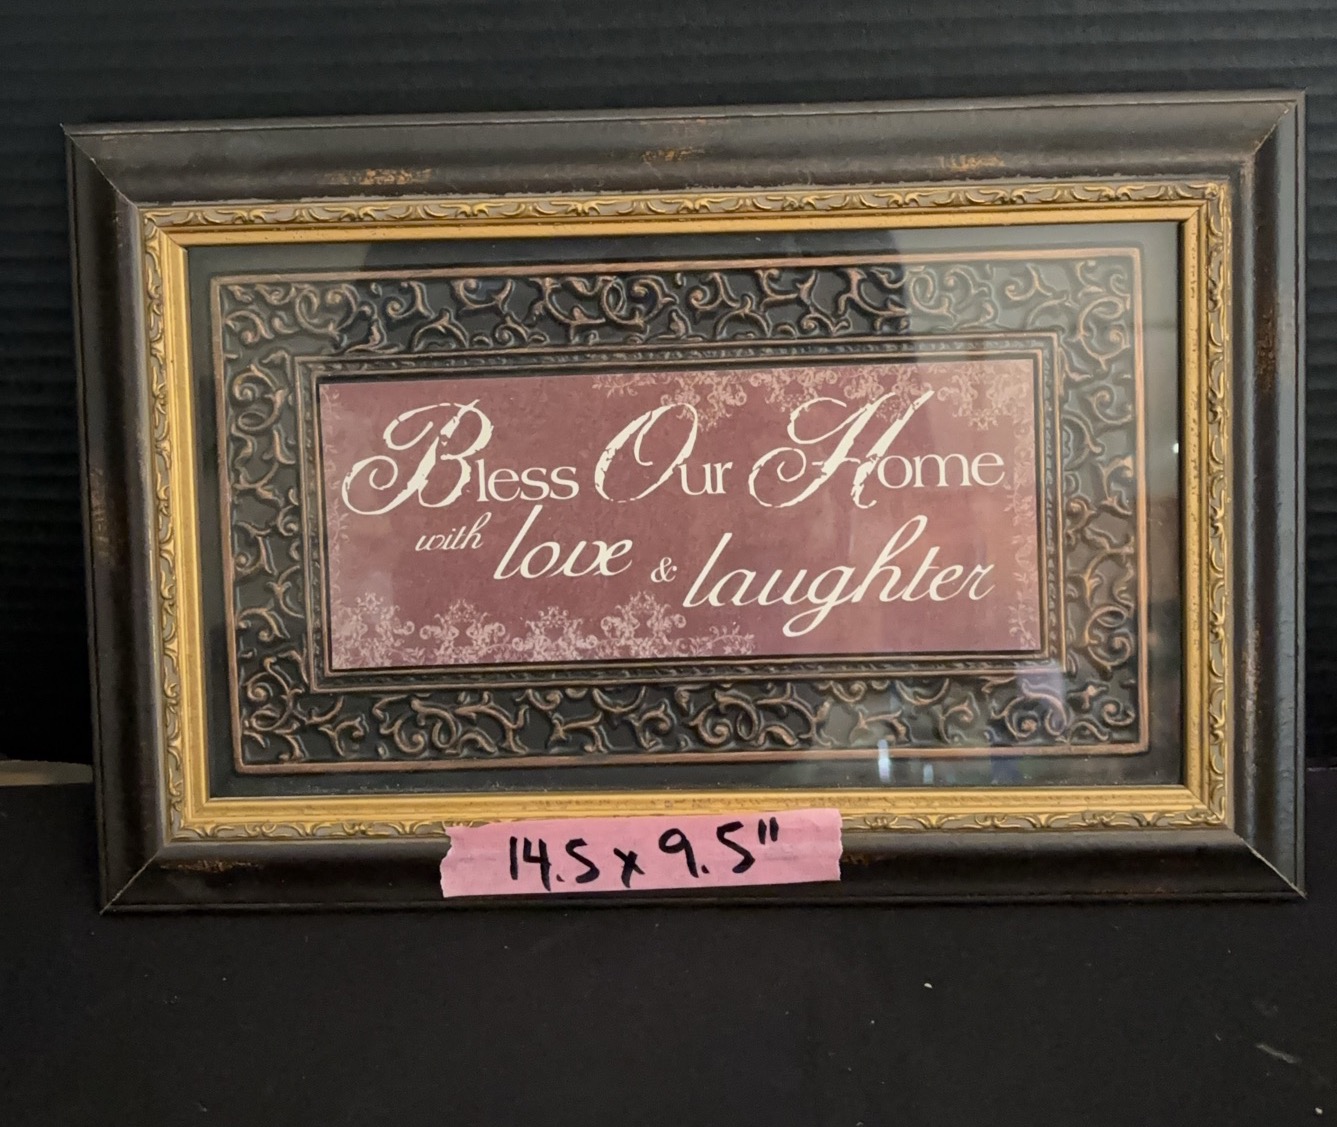 Bless Our Home
with love & laughter
14.5 x 9.5"